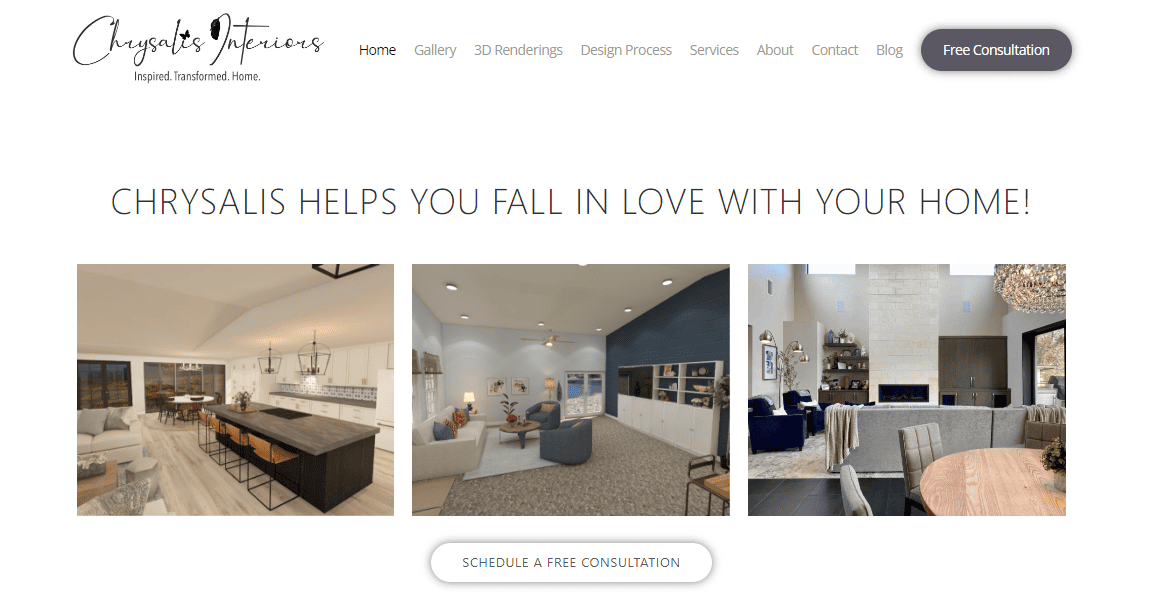 Chrysalis Interiors
Inspired. Transformed. Home.
Home Gallery 3D Renderings Design Process Services About Contact Blog Free Consultation
CHRYSALIS HELPS YOU FALL IN LOVE WITH YOUR HOME!
SCHEDULE A FREE CONSULTATION